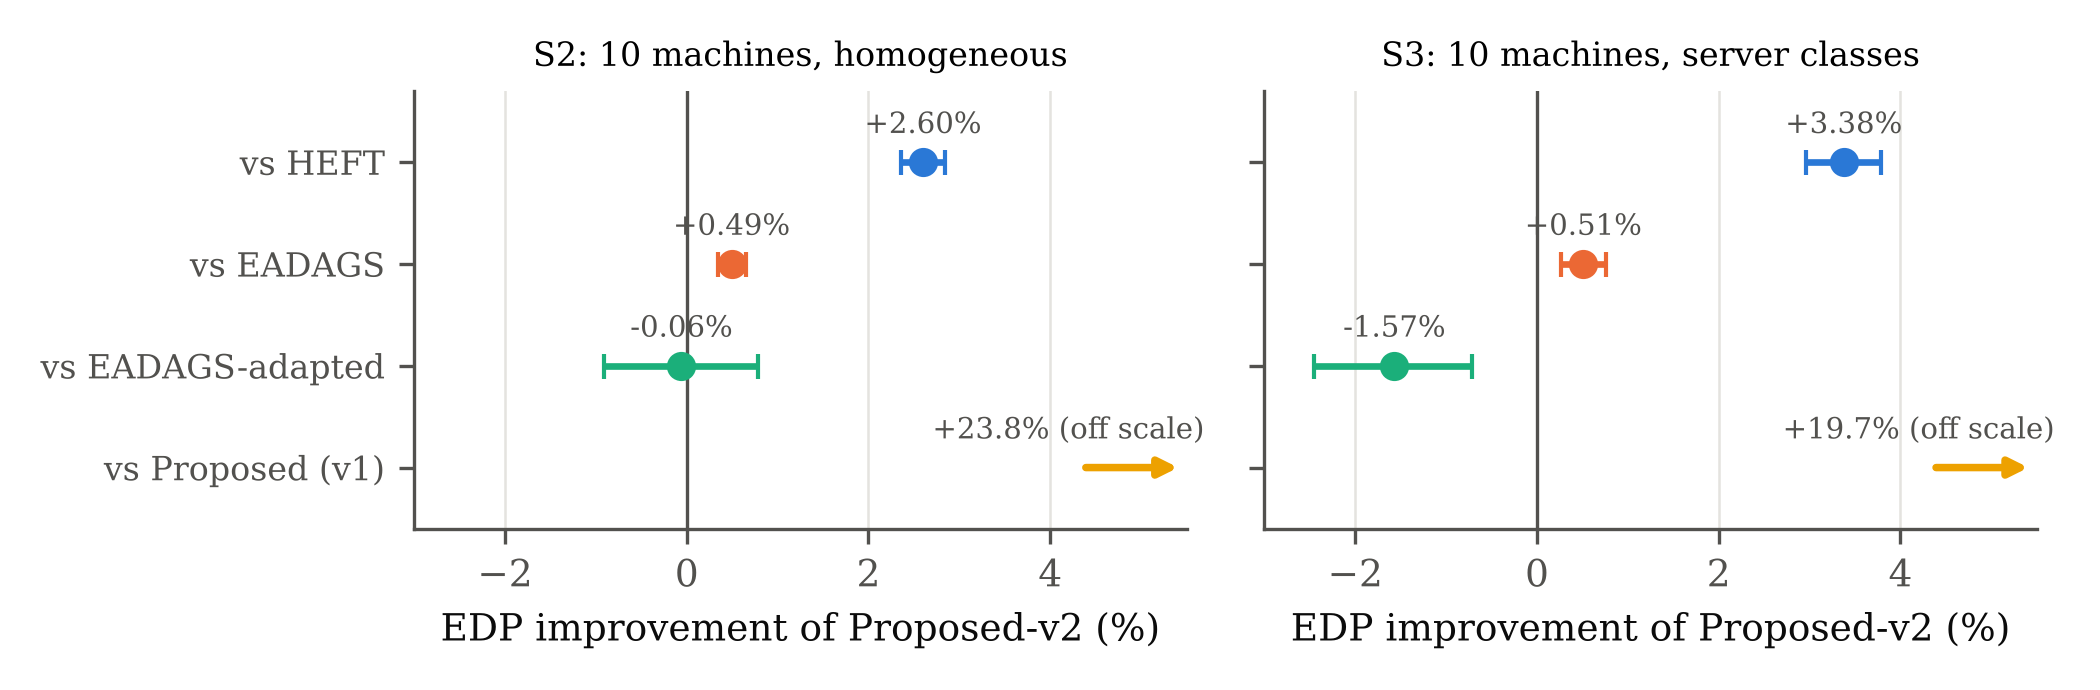 S2: 10 machines, homogeneous
vs HEFT
vs EADAGS
vs EADAGS-adapted
vs Proposed (v1)
+2.60%
+0.49%
-0.06%
+23.8% (off scale)
−2 0 2 4
EDP improvement of Proposed-v2 (%)
S3: 10 machines, server classes
+3.38%
+0.51%
-1.57%
+19.7% (off scale)
−2 0 2 4
EDP improvement of Proposed-v2 (%)